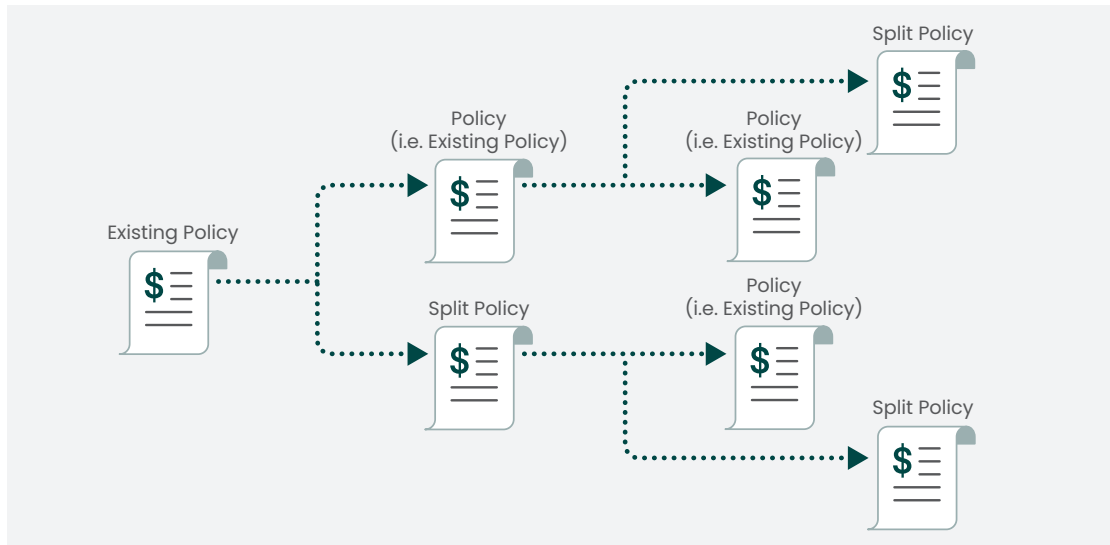 Split Policy
$
Policy
(i.e. Existing Policy)
$
Policy
(i.e. Existing Policy)
$
Existing Policy
$
Split Policy
$
Policy
(i.e. Existing Policy)
$
Split Policy
$